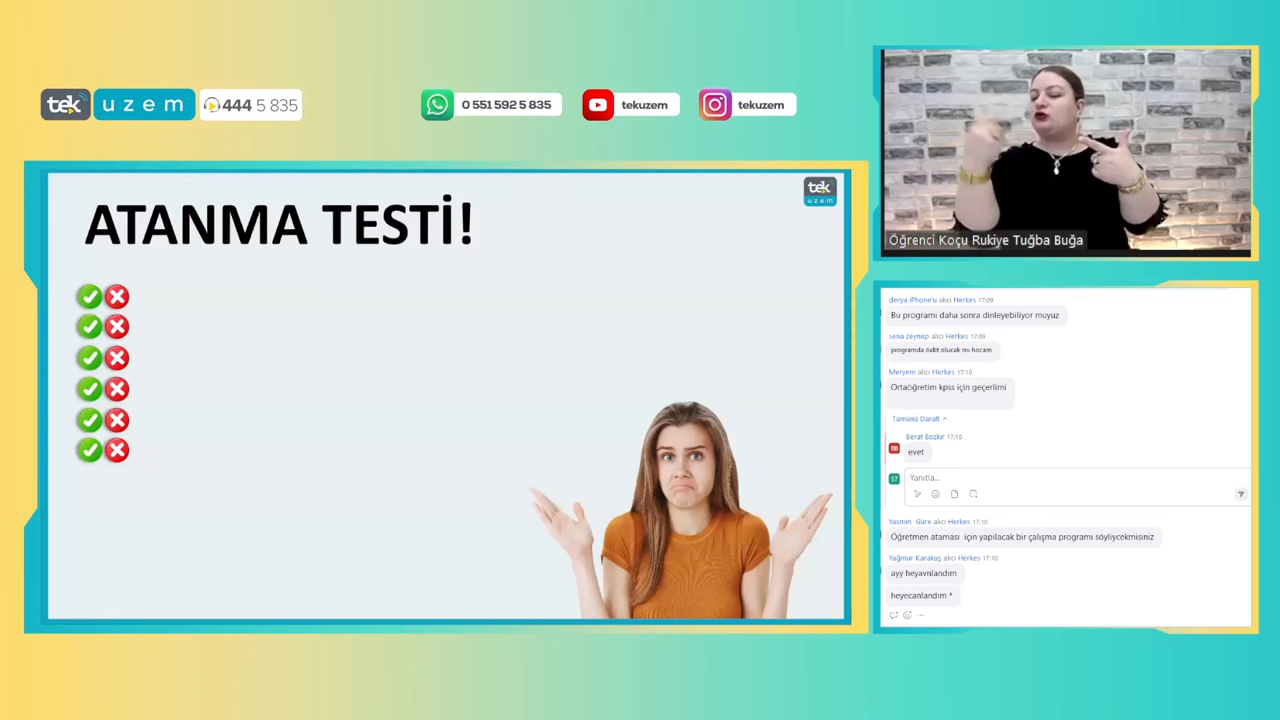 tek
uzem
444 5 835
0 551 592 5 835
tekuzem
tekuzem
ATANMA TESTİ!
tek
uzem
Öğrenci Koçu Rukiye Tuğba Buğa
derya iPhone'u alıcı Herkes 17:09
Bu programı daha sonra dinleyebiliyor muyuz
sena zeynep alıcı Herkes 17:09
programda öabt olucak mı hocam
Meryem alıcı Herkes 17:10
Ortaöğretim kpss için geçerlimi
Tümünü Daralt
Berat Bozkır 17:10
BB
evet
SZ
Yanıtla...
Yasmin Güre alıcı Herkes 17:10
Öğretmen ataması için yapılacak bir çalışma programı söyliycekmisiniz
Yağmur Karakuş alıcı Herkes 17:10
ayy heyavnlandım
heyecanlandım *